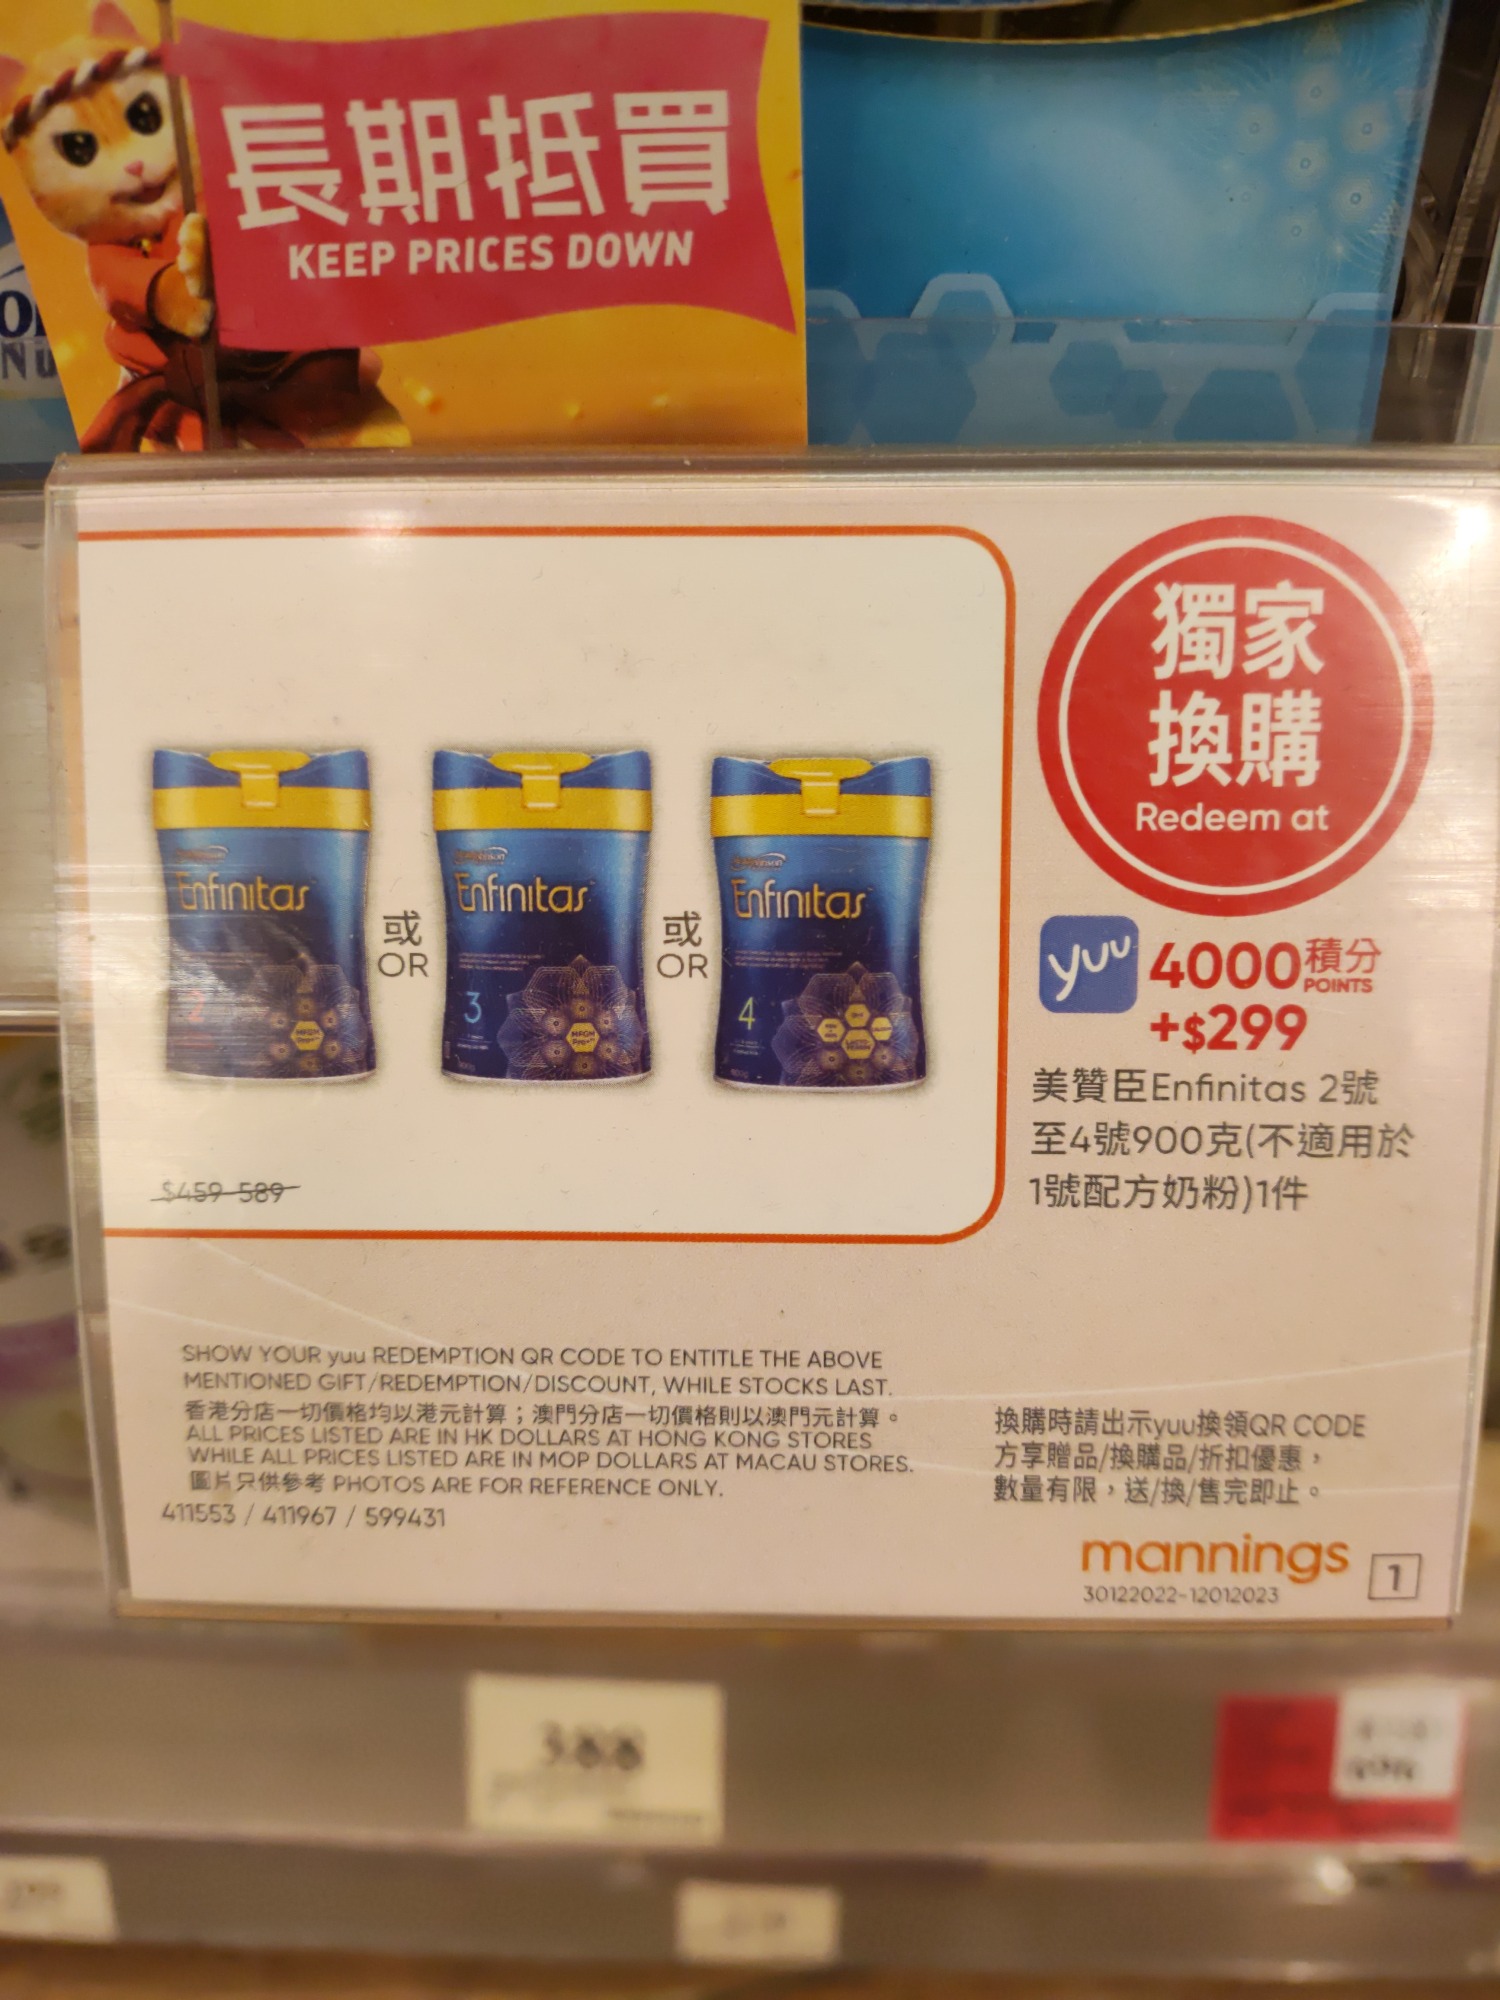 長期抵買
KEEP PRICES DOWN
獨家
換購
Redeem at
yuu 4000積分 POINTS
+$299
美贊臣Enfinitas 2號
至4號900克(不適用於
1號配方奶粉)1件
Enfinitas
2
或
OR
Enfinitas
3
或
OR
Enfinitas
4
$459-589
SHOW YOUR yuu REDEMPTION QR CODE TO ENTITLE THE ABOVE
MENTIONED GIFT/REDEMPTION/DISCOUNT, WHILE STOCKS LAST.
香港分店一切價格均以港元計算；澳門分店一切價格則以澳門元計算。
ALL PRICES LISTED ARE IN HK DOLLARS AT HONG KONG STORES
WHILE ALL PRICES LISTED ARE IN MOP DOLLARS AT MACAU STORES.
圖片只供參考 PHOTOS ARE FOR REFERENCE ONLY.
411553 / 411967 / 599431
換購時請出示yuu換領QR CODE
方享贈品/換購品/折扣優惠，
數量有限，送/換/售完即止。
mannings
30122022-12012023
1